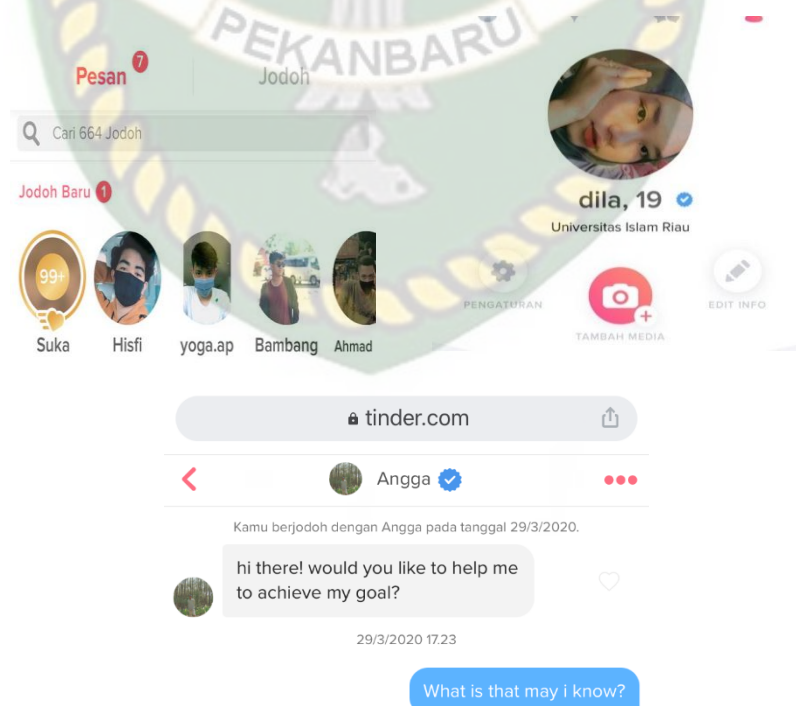 PEKANBARU
Pesan 7
Jodoh
Cari 664 Jodoh
Jodoh Baru 1
99+
Suka
Hisfi
yoga.ap
Bambang
Ahmad
dila, 19
Universitas Islam Riau
PENGATURAN
TAMBAH MEDIA
EDIT INFO
tinder.com
Angga
Kamu berjodoh dengan Angga pada tanggal 29/3/2020.
hi there! would you like to help me
to achieve my goal?
29/3/2020 17.23
What is that may i know?